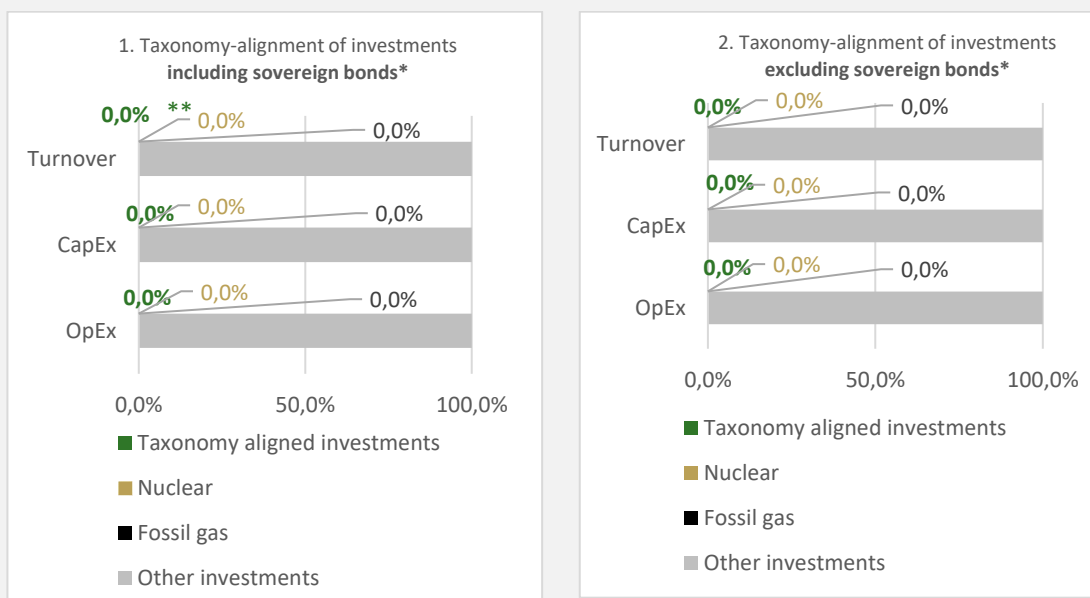 1. Taxonomy-alignment of investments
including sovereign bonds*
0,0% ** 0,0% 0,0%
Turnover
0,0% 0,0% 0,0%
CapEx
0,0% 0,0% 0,0%
OpEx
0,0% 50,0% 100,0%
Taxonomy aligned investments
Nuclear
Fossil gas
Other investments
2. Taxonomy-alignment of investments
excluding sovereign bonds*
0,0% 0,0% 0,0%
Turnover
0,0% 0,0% 0,0%
CapEx
0,0% 0,0% 0,0%
OpEx
0,0% 50,0% 100,0%
Taxonomy aligned investments
Nuclear
Fossil gas
Other investments